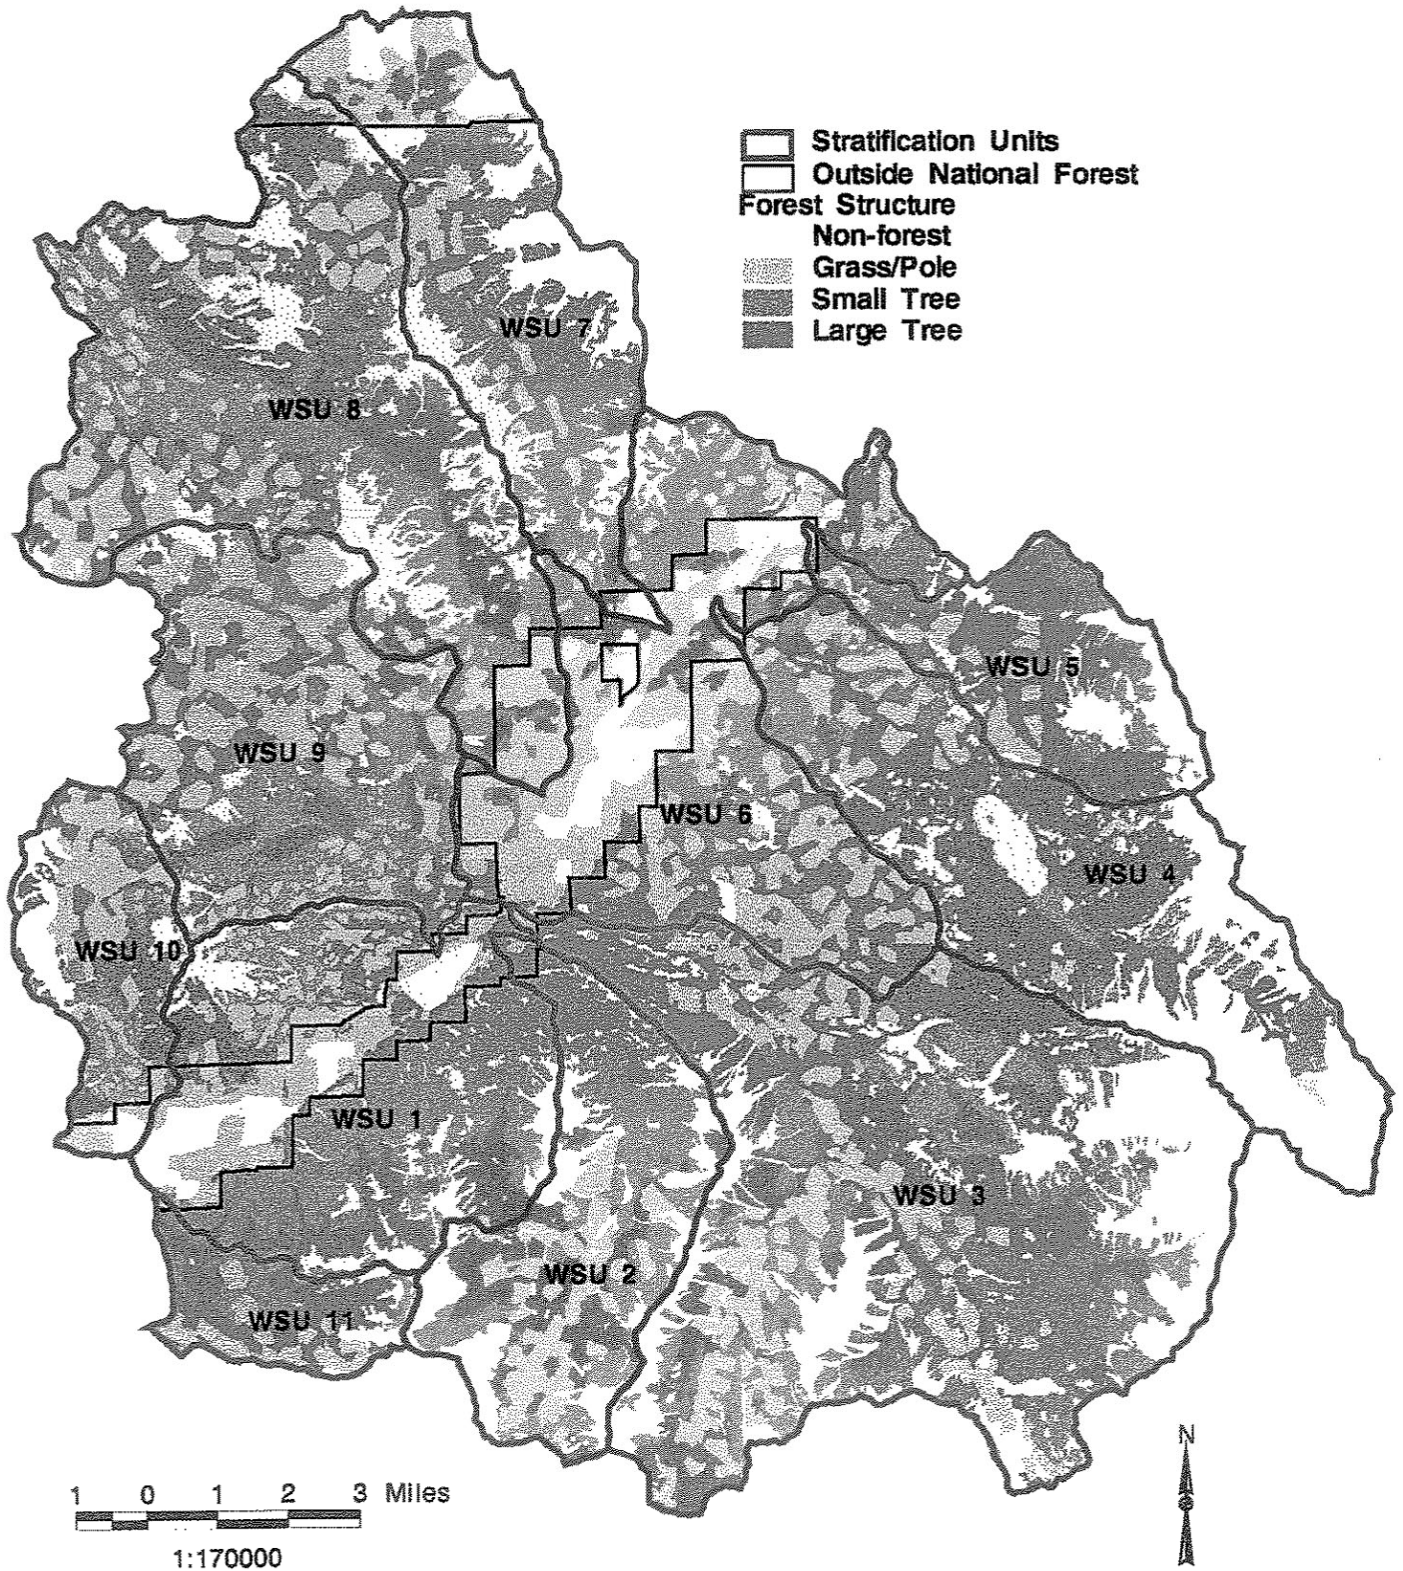 Stratification Units
Outside National Forest
Forest Structure
Non-forest
Grass/Pole
Small Tree
Large Tree
WSU 7
WSU 8
WSU 5
WSU 9
WSU 6
WSU 4
WSU 10
WSU 1
WSU 3
WSU 2
WSU 11
N
1 0 1 2 3 Miles
1:170000